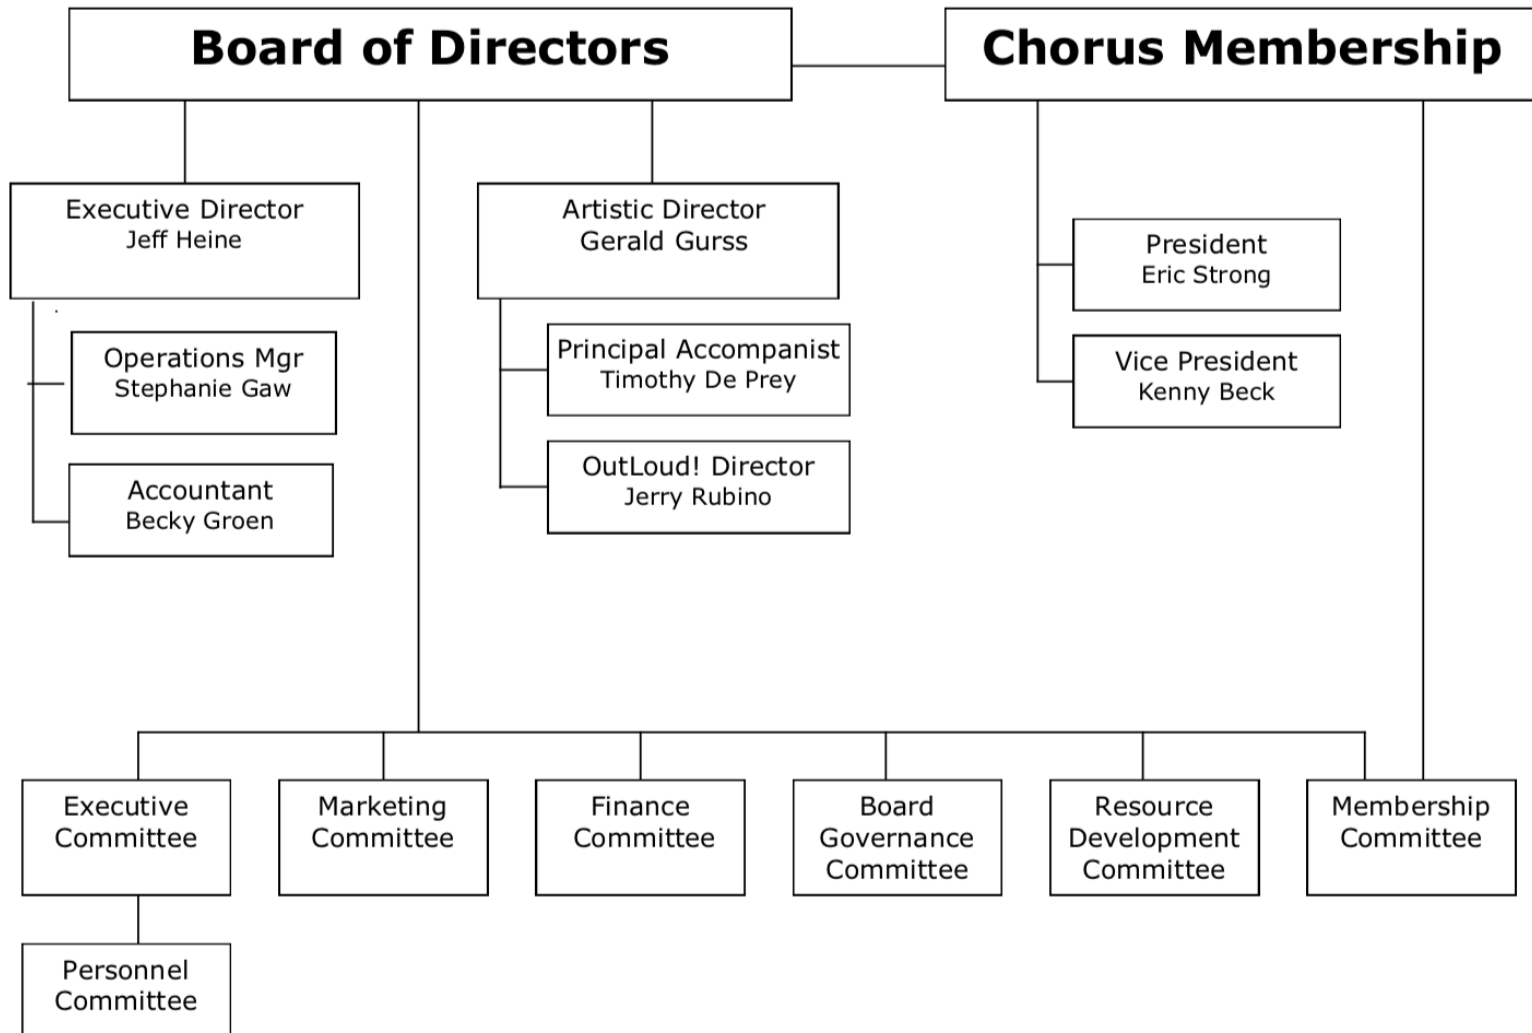 Board of Directors
Chorus Membership
Executive Director
Jeff Heine
Artistic Director
Gerald Gurss
President
Eric Strong
Operations Mgr
Stephanie Gaw
Principal Accompanist
Timothy De Prey
Vice President
Kenny Beck
Accountant
Becky Groen
OutLoud! Director
Jerry Rubino
Executive
Committee
Marketing
Committee
Finance
Committee
Board
Governance
Committee
Resource
Development
Committee
Membership
Committee
Personnel
Committee